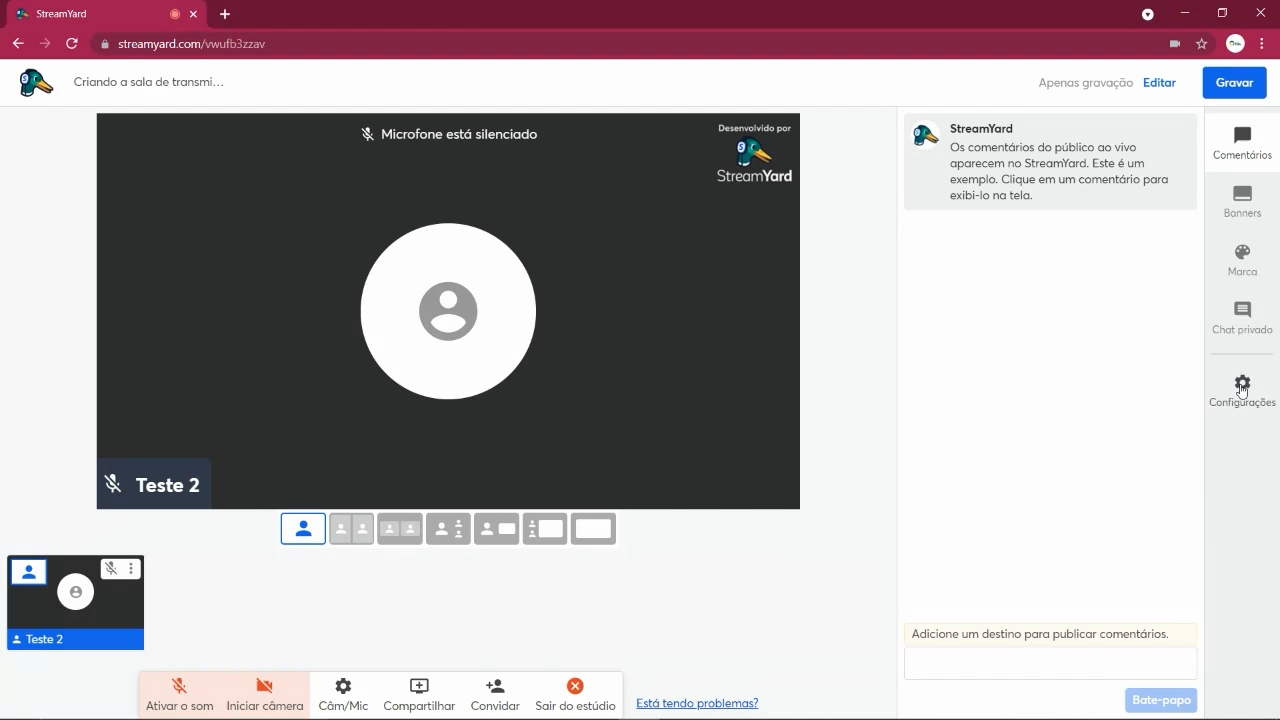 StreamYard
streamyard.com/vwufb3zzav
Criando a sala de transmi...
Apenas gravação Editar Gravar
Microfone está silenciado
Desenvolvido por
StreamYard
Teste 2
Teste 2
Ativar o som
Iniciar câmera
Câm/Mic
Compartilhar
Convidar
Sair do estúdio
Está tendo problemas?
StreamYard
Os comentários do público ao vivo
aparecem no StreamYard. Este é um
exemplo. Clique em um comentário para
exibi-lo na tela.
Adicione um destino para publicar comentários.
Bate-papo
Comentários
Banners
Marca
Chat privado
Configurações